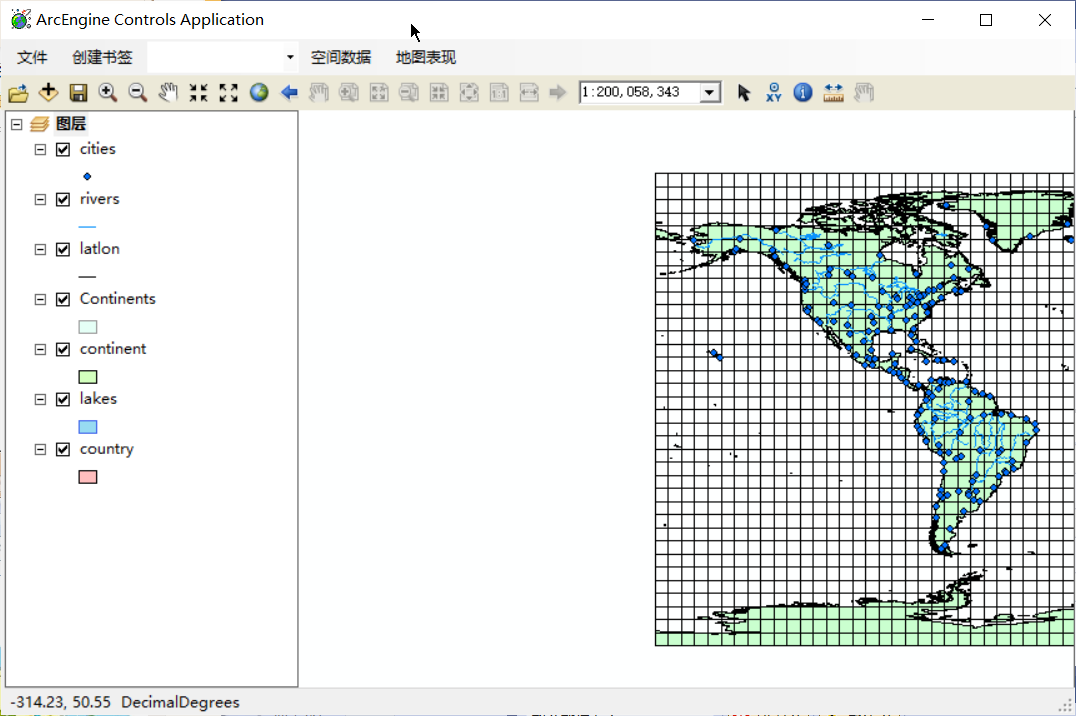 ArcEngine Controls Application
文件 创建书签 空间数据 地图表现
1:200,058,343
图层
cities
rivers
latlon
Continents
continent
lakes
country
-314.23, 50.55 DecimalDegrees